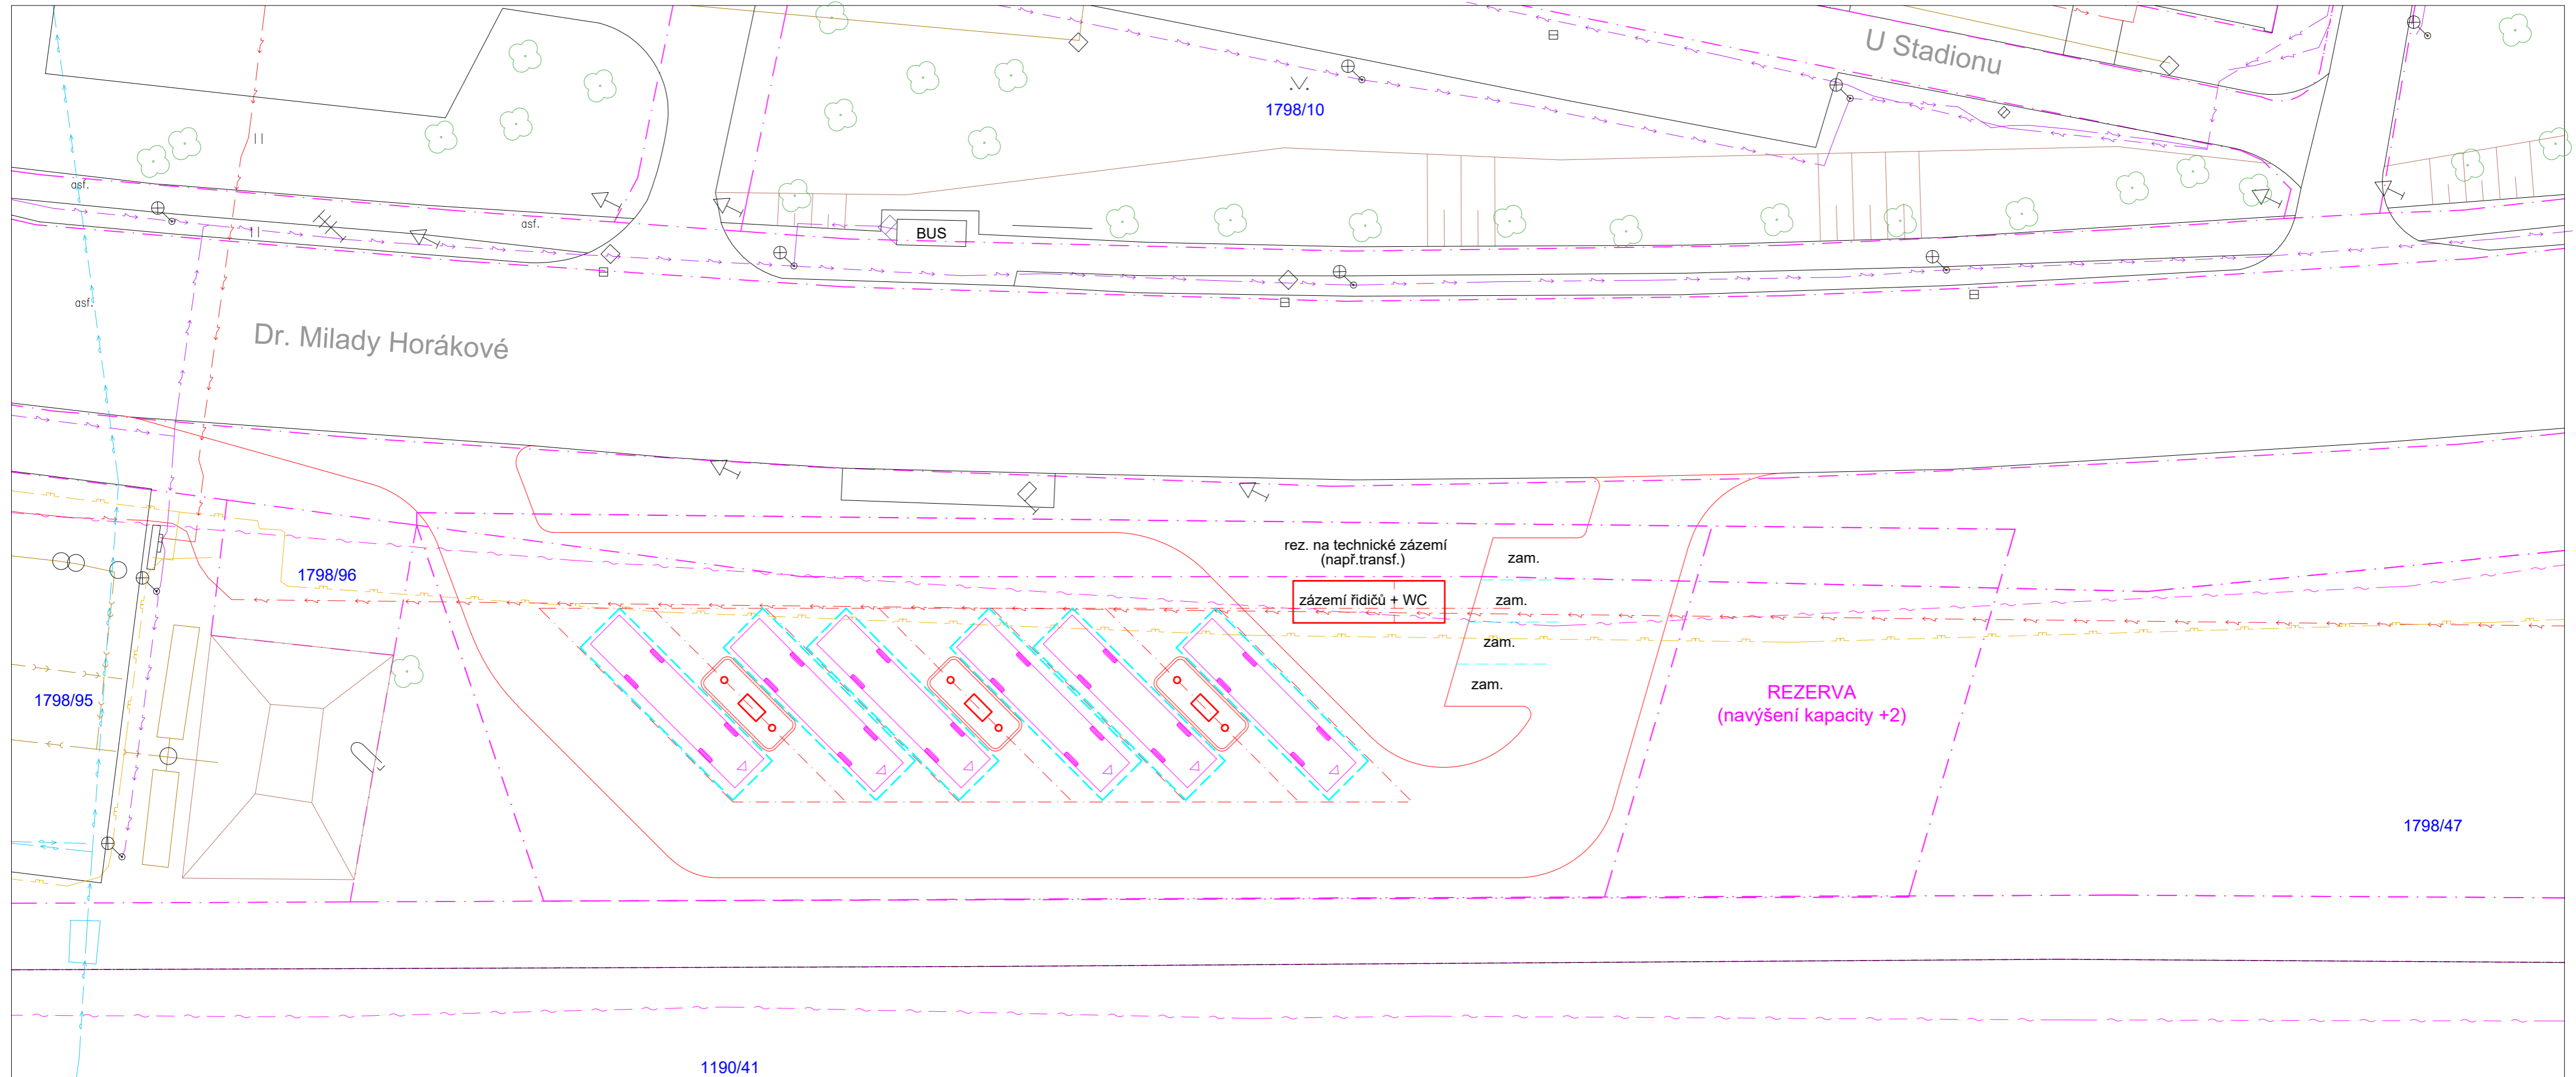 U Stadionu
1798/10
asf.
asf.
BUS
asf.
Dr. Milady Horákové
rez. na technické zázemí
(např.transf.)
zam.
1798/96
zázemí řidičů + WC
zam.
zam.
zam.
1798/95
REZERVA
(navýšení kapacity +2)
1798/47
1190/41